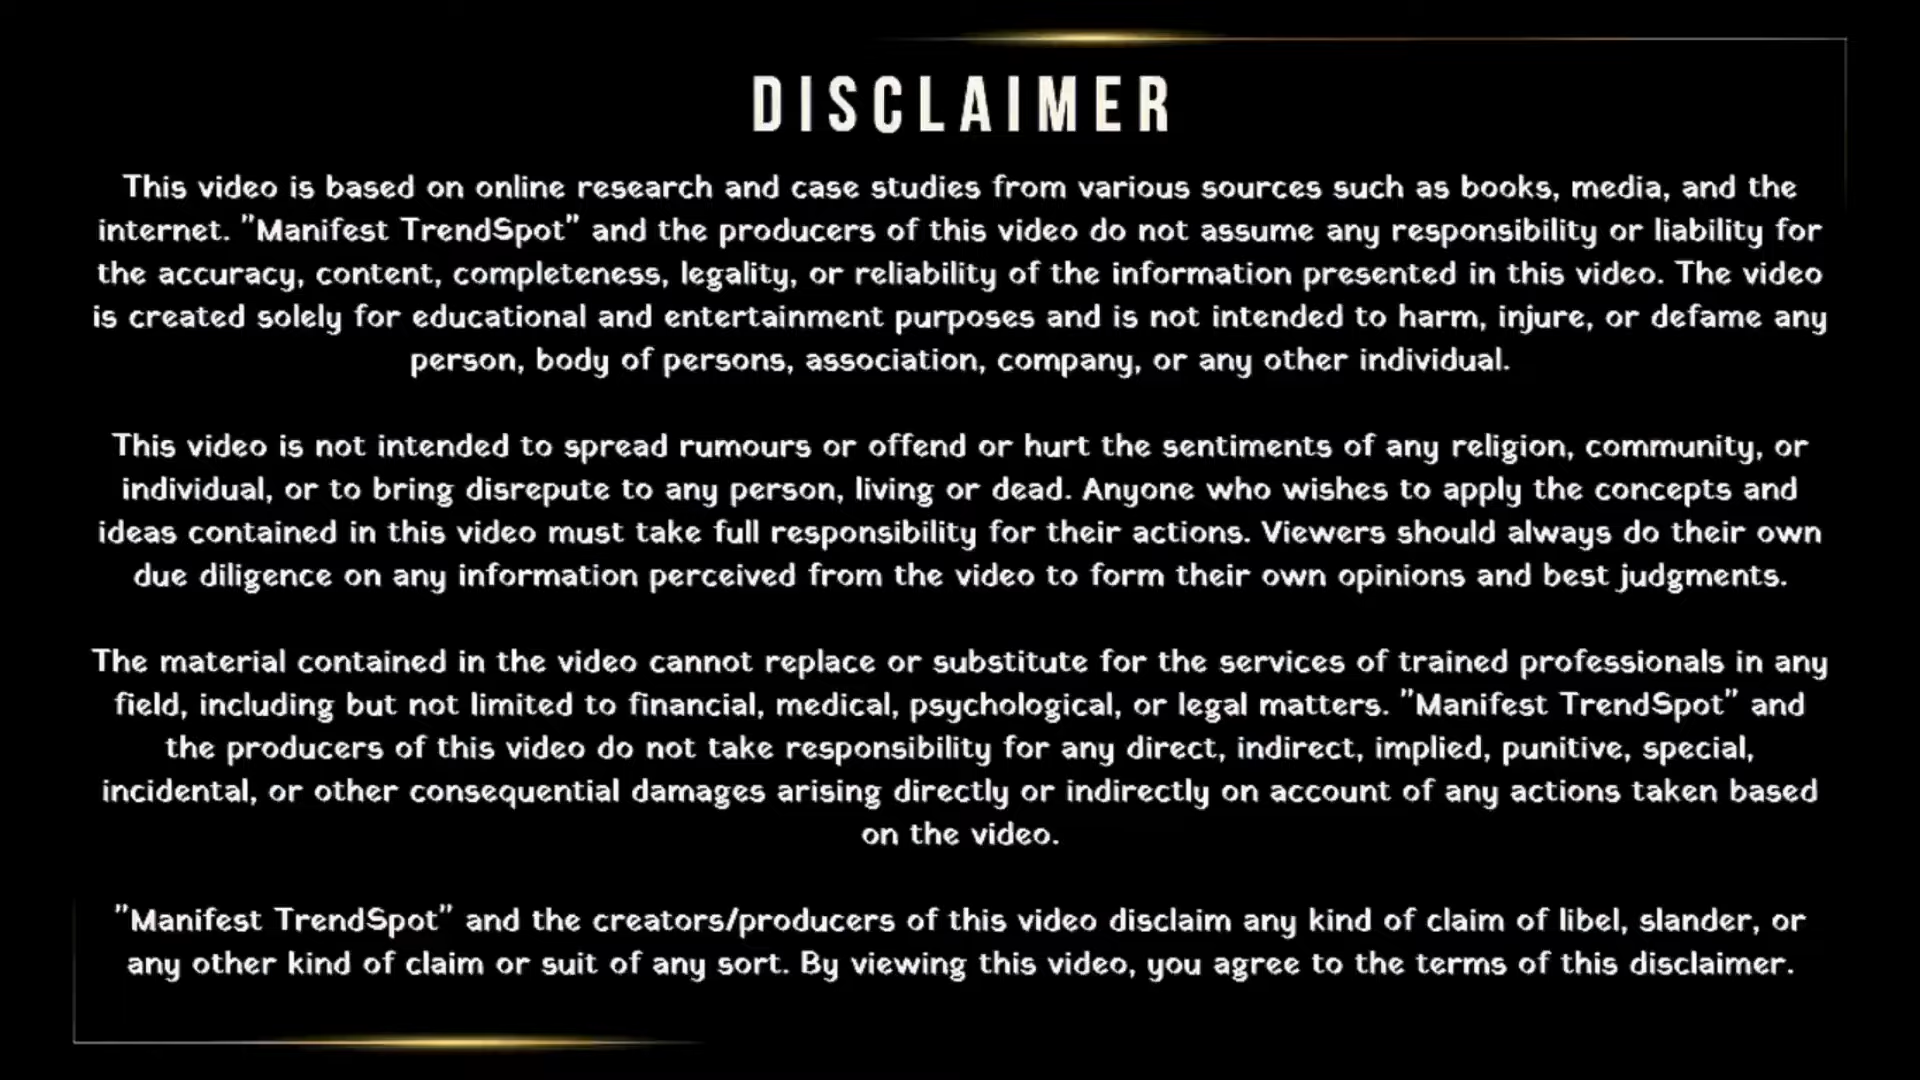 DISCLAIMER
This video is based on online research and case studies from various sources such as books, media, and the
internet. "Manifest TrendSpot" and the producers of this video do not assume any responsibility or liability for
the accuracy, content, completeness, legality, or reliability of the information presented in this video. The video
is created solely for educational and entertainment purposes and is not intended to harm, injure, or defame any
person, body of persons, association, company, or any other individual.
This video is not intended to spread rumours or offend or hurt the sentiments of any religion, community, or
individual, or to bring disrepute to any person, living or dead. Anyone who wishes to apply the concepts and
ideas contained in this video must take full responsibility for their actions. Viewers should always do their own
due diligence on any information perceived from the video to form their own opinions and best judgments.
The material contained in the video cannot replace or substitute for the services of trained professionals in any
field, including but not limited to financial, medical, psychological, or legal matters. "Manifest TrendSpot" and
the producers of this video do not take responsibility for any direct, indirect, implied, punitive, special,
incidental, or other consequential damages arising directly or indirectly on account of any actions taken based
on the video.
"Manifest TrendSpot" and the creators/producers of this video disclaim any kind of claim of libel, slander, or
any other kind of claim or suit of any sort. By viewing this video, you agree to the terms of this disclaimer.